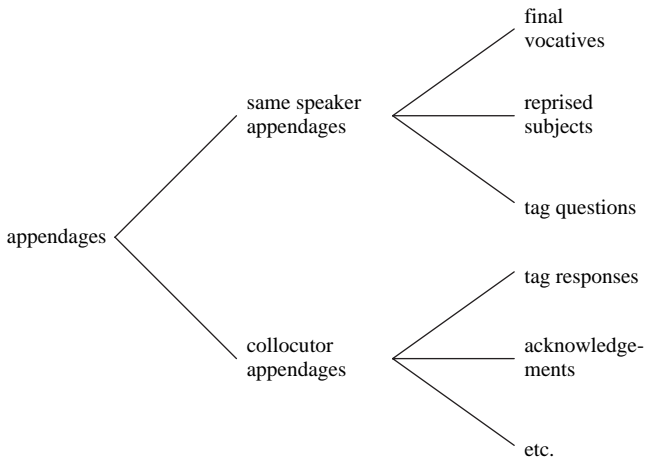 final
vocatives
same speaker
appendages
reprised
subjects
tag questions
appendages
tag responses
collocutor
appendages
acknowledge-
ments
etc.